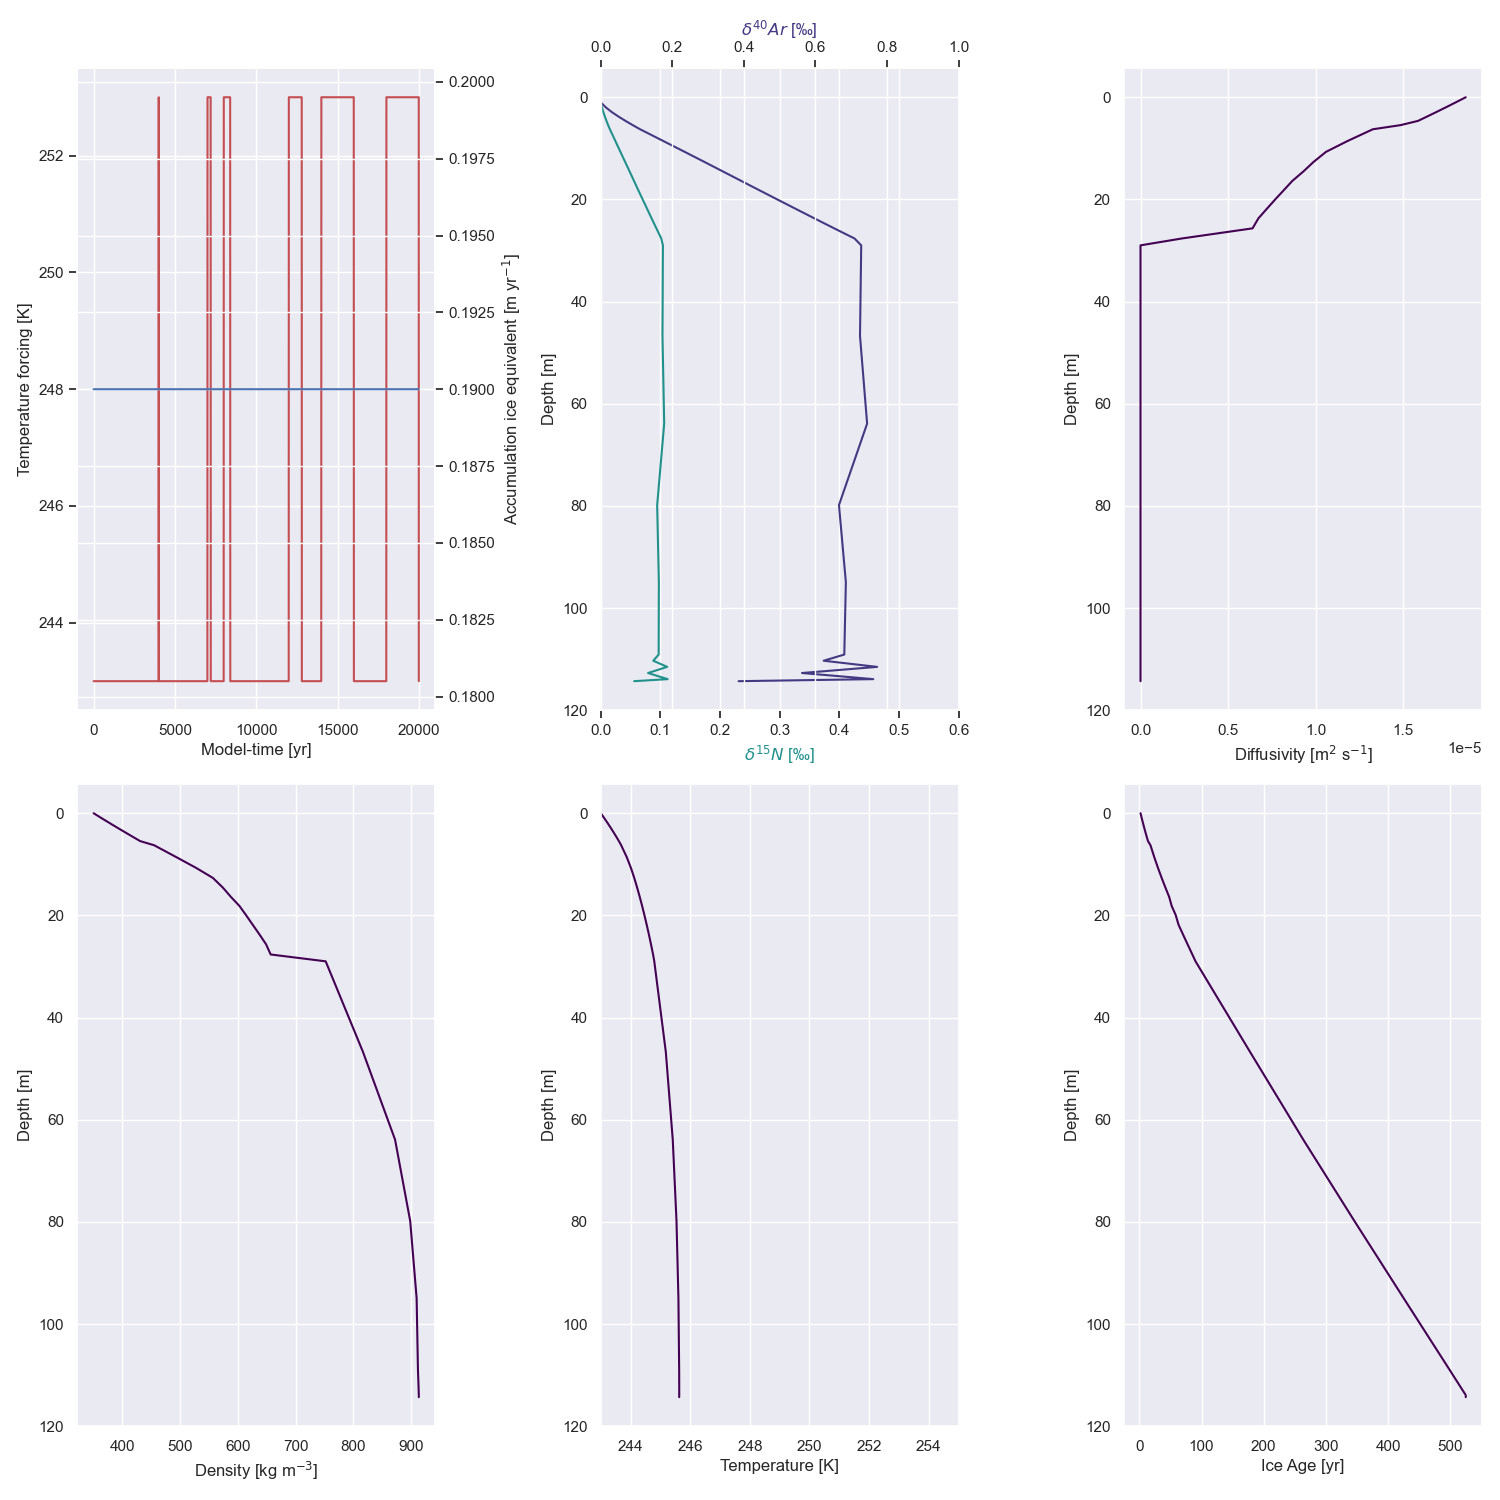 Temperature forcing [K]
252
250
248
246
244
0 5000 10000 15000 20000
Model-time [yr]
0.2000
0.1975
0.1950
0.1925
0.1900
0.1875
0.1850
0.1825
0.1800
Accumulation ice equivalent [m yr⁻¹]
δ⁴⁰Ar [‰]
0.0 0.2 0.4 0.6 0.8 1.0
Depth [m]
0
20
40
60
80
100
120
0.0 0.1 0.2 0.3 0.4 0.5 0.6
δ¹⁵N [‰]
Depth [m]
0
20
40
60
80
100
120
0.0 0.5 1.0 1.5
1e−5
Diffusivity [m² s⁻¹]
Depth [m]
0
20
40
60
80
100
120
400 500 600 700 800 900
Density [kg m⁻³]
Depth [m]
0
20
40
60
80
100
120
244 246 248 250 252 254
Temperature [K]
Depth [m]
0
20
40
60
80
100
120
0 100 200 300 400 500
Ice Age [yr]